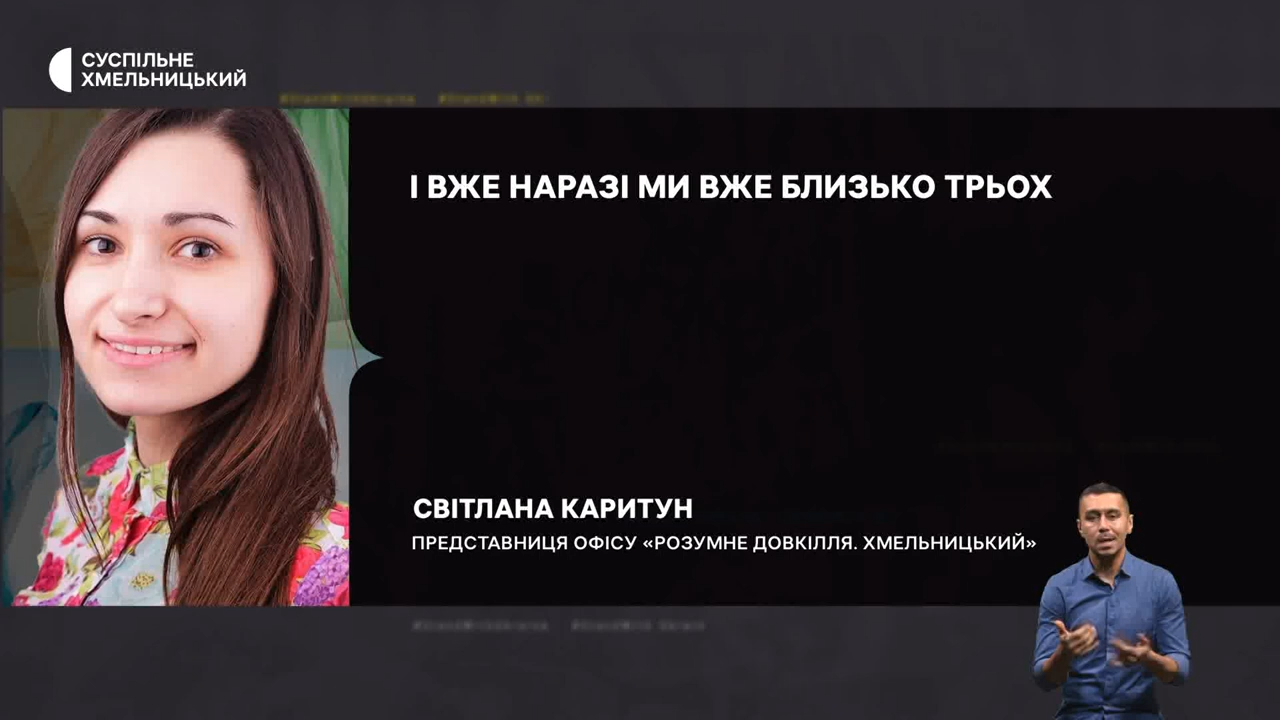 СУСПІЛЬНЕ
ХМЕЛЬНИЦЬКИЙ
І ВЖЕ НАРАЗІ МИ ВЖЕ БЛИЗЬКО ТРЬОХ
СВІТЛАНА КАРИТУН
ПРЕДСТАВНИЦЯ ОФІСУ «РОЗУМНЕ ДОВКІЛЛЯ. ХМЕЛЬНИЦЬКИЙ»